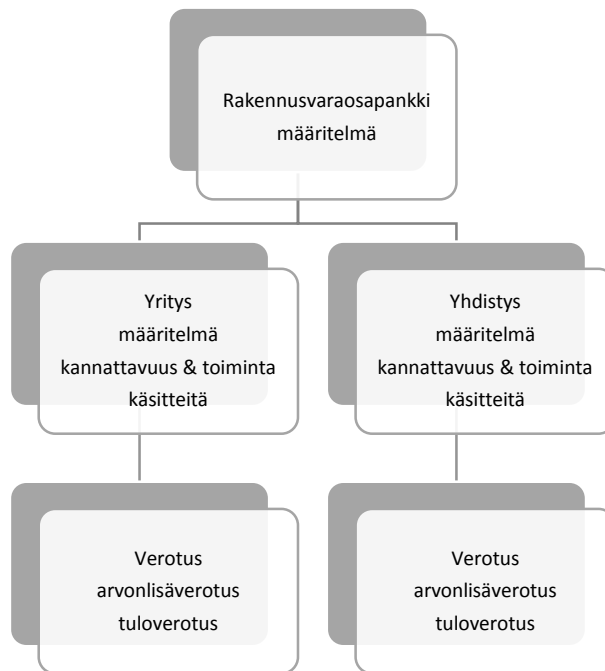 Rakennusvaraosapankki
määritelmä
Yritys
määritelmä
kannattavuus & toiminta
käsitteitä
Yhdistys
määritelmä
kannattavuus & toiminta
käsitteitä
Verotus
arvonlisäverotus
tuloverotus
Verotus
arvonlisäverotus
tuloverotus